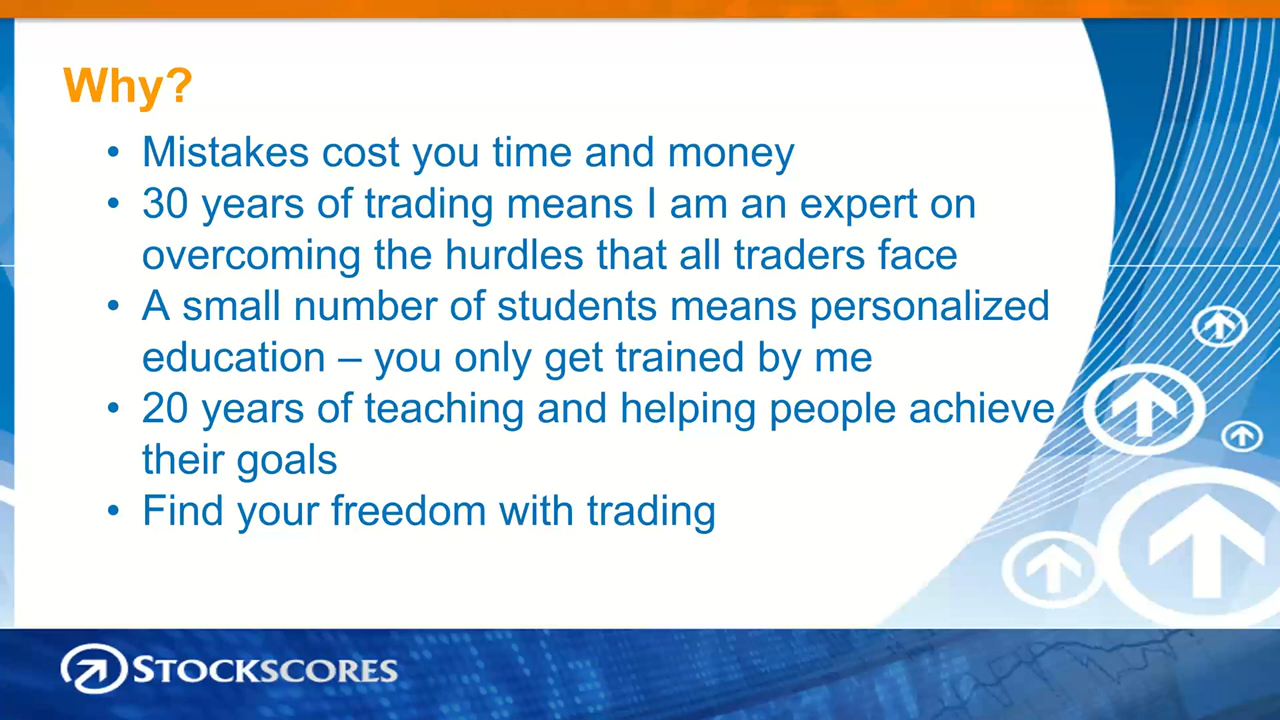 Why?
• Mistakes cost you time and money
• 30 years of trading means I am an expert on
overcoming the hurdles that all traders face
• A small number of students means personalized
education – you only get trained by me
• 20 years of teaching and helping people achieve
their goals
• Find your freedom with trading
STOCKSCORES